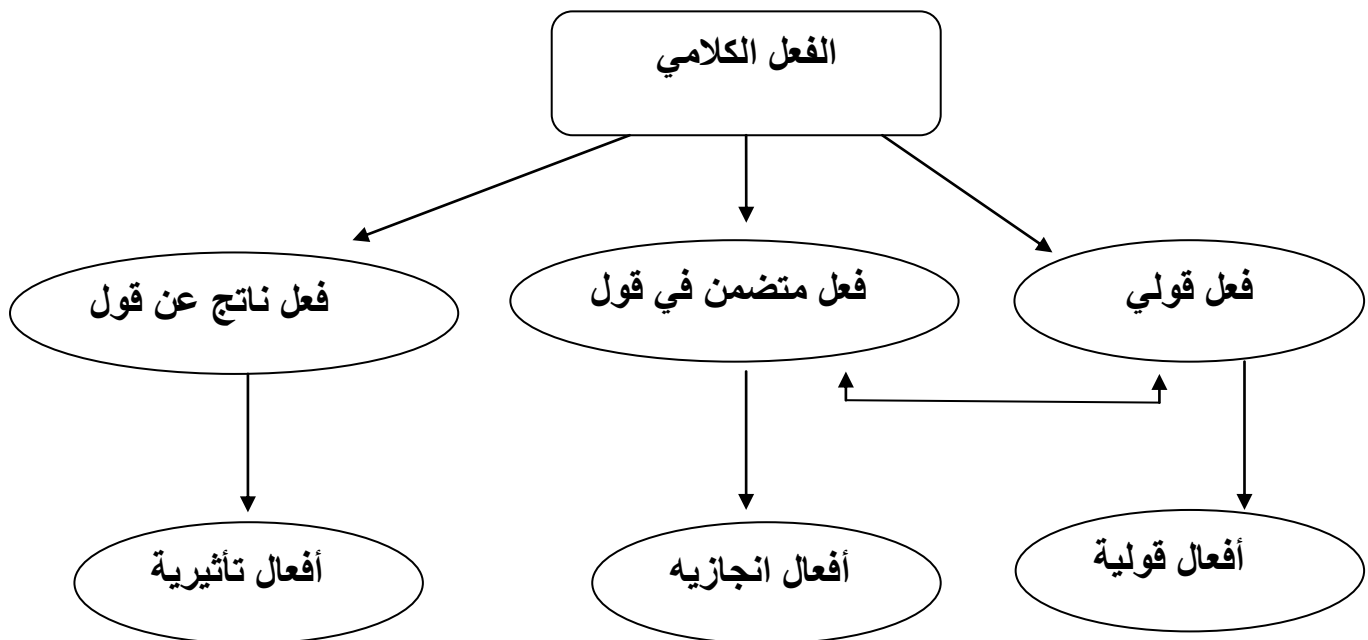 الفعل الكلامي
فعل قولي
فعل متضمن في قول
فعل ناتج عن قول
أفعال قولية
أفعال انجازيه
أفعال تأثيرية